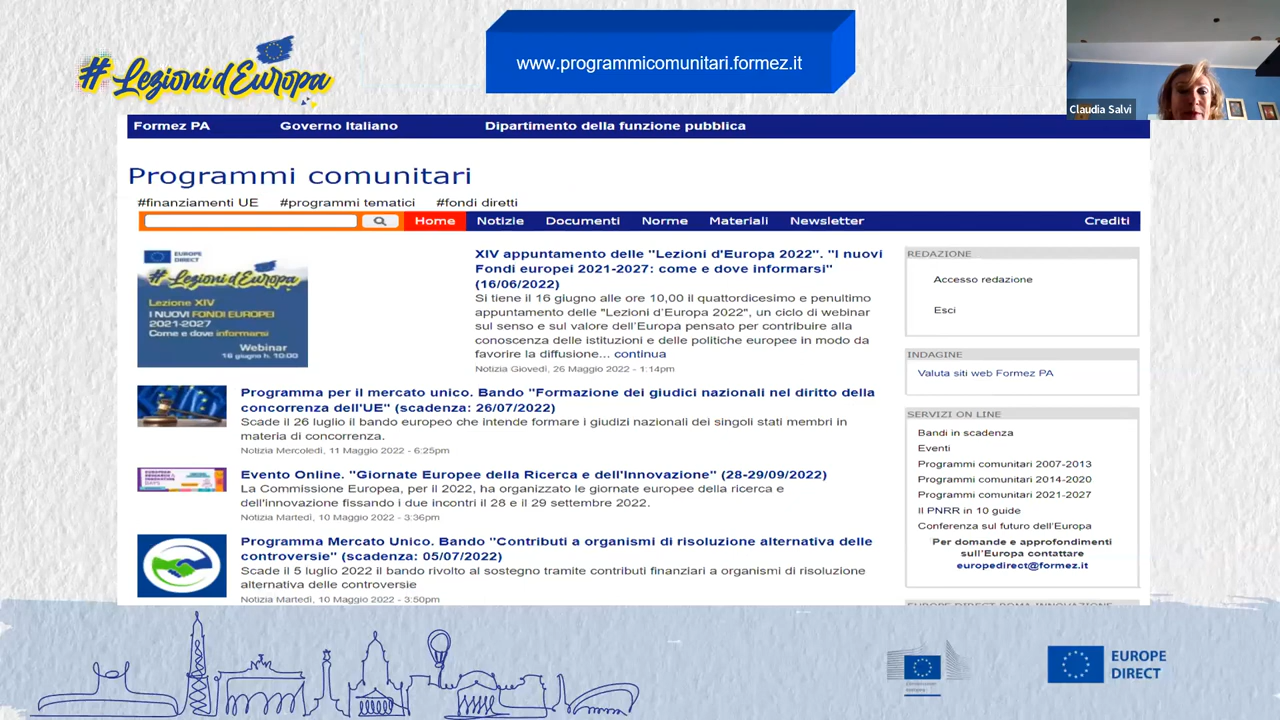 # Lezioni d'Europa
www.programmicomunitari.formez.it
Claudia Salvi
Formez PA Governo Italiano Dipartimento della funzione pubblica
Programmi comunitari
#finanziamenti UE #programmi tematici #fondi diretti
Home Notizie Documenti Norme Materiali Newsletter Crediti
EUROPE
DIRECT
# Lezioni d'Europa
Lezione XIV
I NUOVI FONDI EUROPEI
2021-2027
Come e dove informarsi
Webinar
16 giugno h. 10:00
XIV appuntamento delle "Lezioni d'Europa 2022". "I nuovi
Fondi europei 2021-2027: come e dove informarsi"
(16/06/2022)
Si tiene il 16 giugno alle ore 10,00 il quattordicesimo e penultimo
appuntamento delle "Lezioni d'Europa 2022", un ciclo di webinar
sul senso e sul valore dell'Europa pensato per contribuire alla
conoscenza delle istituzioni e delle politiche europee in modo da
favorire la diffusione... continua
Notizia Giovedì, 26 Maggio 2022 - 1:14pm
Programma per il mercato unico. Bando "Formazione dei giudici nazionali nel diritto della
concorrenza dell'UE" (scadenza: 26/07/2022)
Scade il 26 luglio il bando europeo che intende formare i giudizi nazionali dei singoli stati membri in
materia di concorrenza.
Notizia Mercoledì, 11 Maggio 2022 - 6:25pm
Evento Online. "Giornate Europee della Ricerca e dell'Innovazione" (28-29/09/2022)
La Commissione Europea, per il 2022, ha organizzato le giornate europee della ricerca e
dell'innovazione fissando i due incontri il 28 e il 29 settembre 2022.
Notizia Martedì, 10 Maggio 2022 - 3:36pm
Programma Mercato Unico. Bando "Contributi a organismi di risoluzione alternativa delle
controversie" (scadenza: 05/07/2022)
Scade il 5 luglio 2022 il bando rivolto al sostegno tramite contributi finanziari a organismi di risoluzione
alternativa delle controversie
Notizia Martedì, 10 Maggio 2022 - 3:50pm
REDAZIONE
Accesso redazione
Esci
INDAGINE
Valuta siti web Formez PA
SERVIZI ON LINE
Bandi in scadenza
Eventi
Programmi comunitari 2007-2013
Programmi comunitari 2014-2020
Programmi comunitari 2021-2027
Il PNRR in 10 guide
Conferenza sul futuro dell'Europa
Per domande e approfondimenti
sull'Europa contattare
europedirect@formez.it
EUROPE DIRECT ROMA INNOVAZIONE
EUROPE
DIRECT